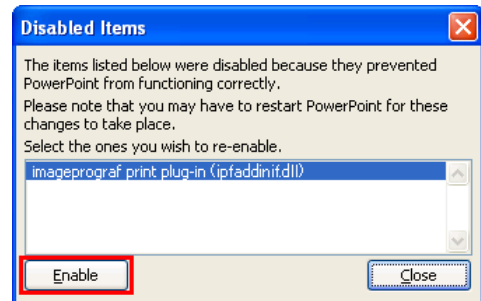 Disabled Items
The items listed below were disabled because they prevented
PowerPoint from functioning correctly.
Please note that you may have to restart PowerPoint for these
changes to take place.
Select the ones you wish to re-enable.
imageprograf print plug-in (ipfaddinif.dll)
Enable
Close